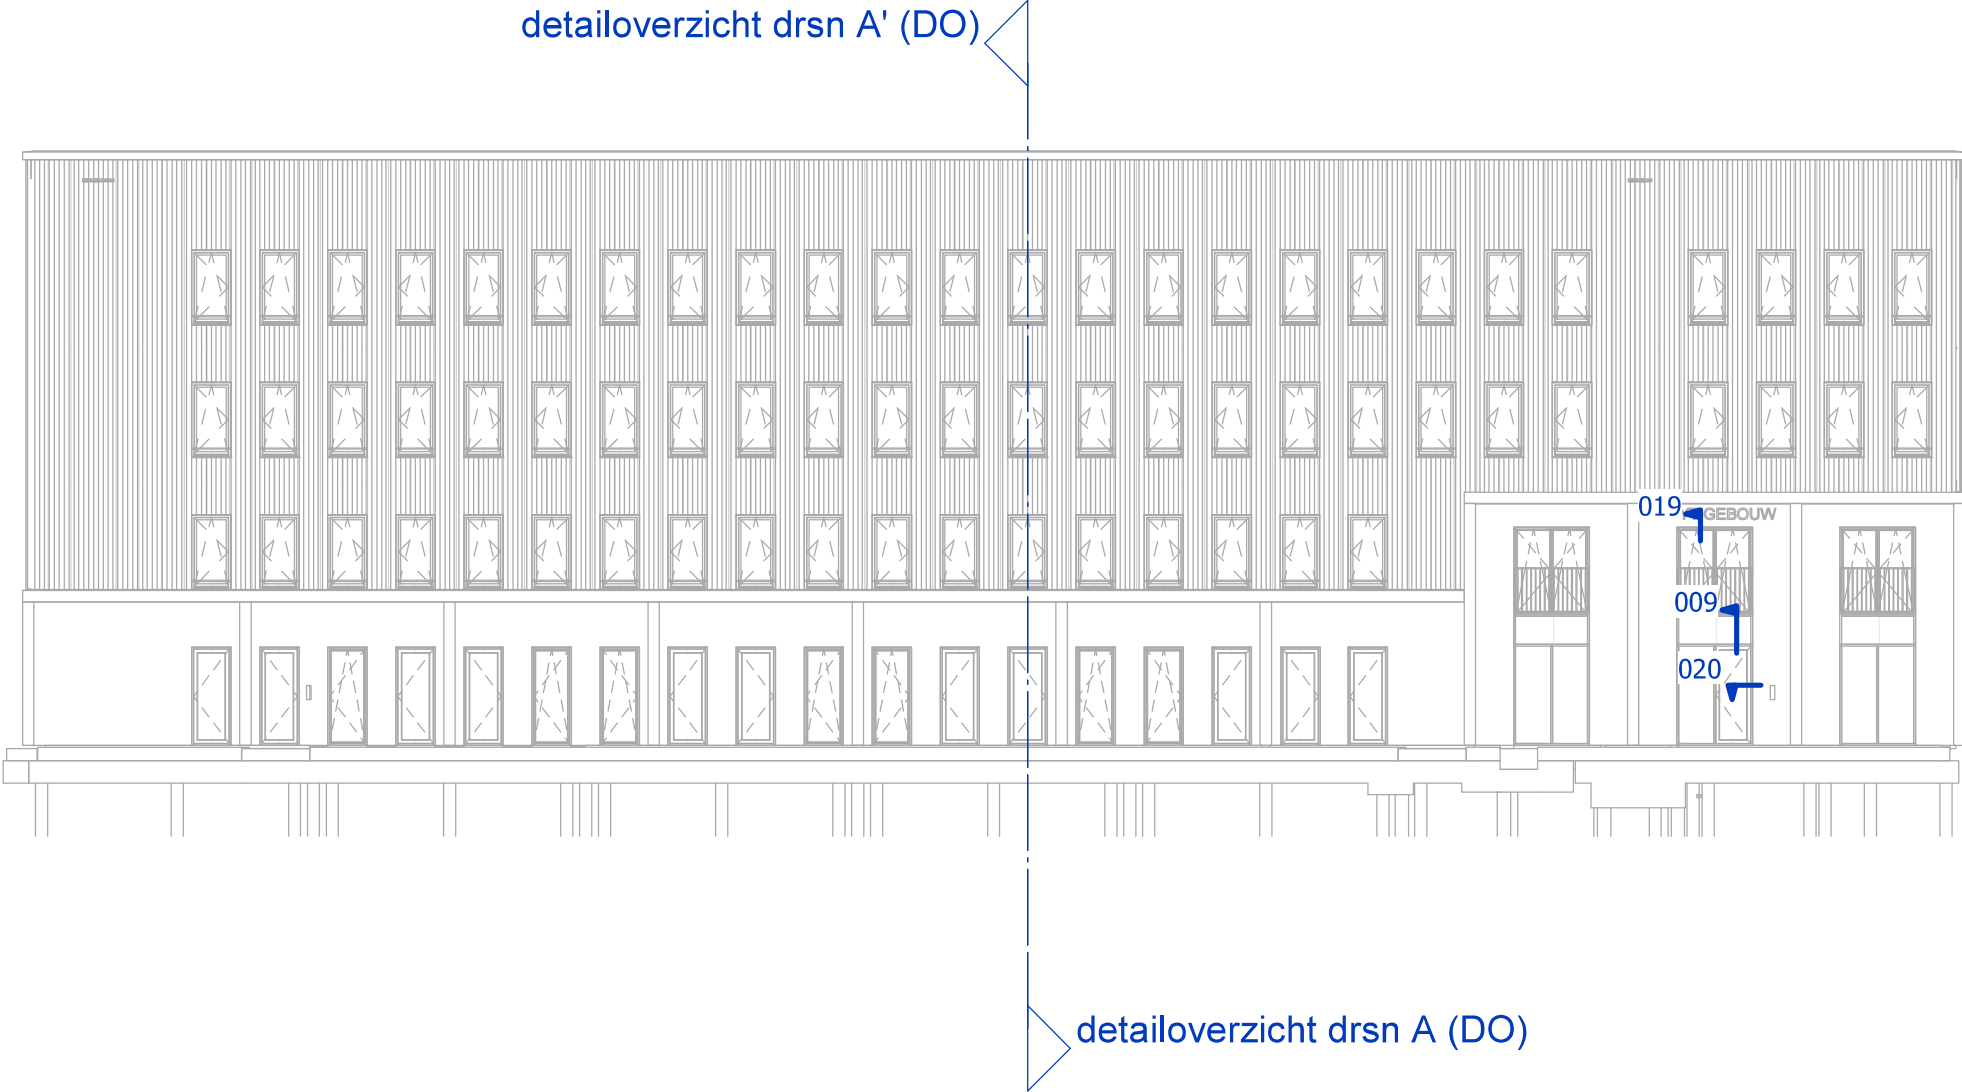 detailoverzicht drsn A' (DO)
019
GEBOUW
009
020
detailoverzicht drsn A (DO)